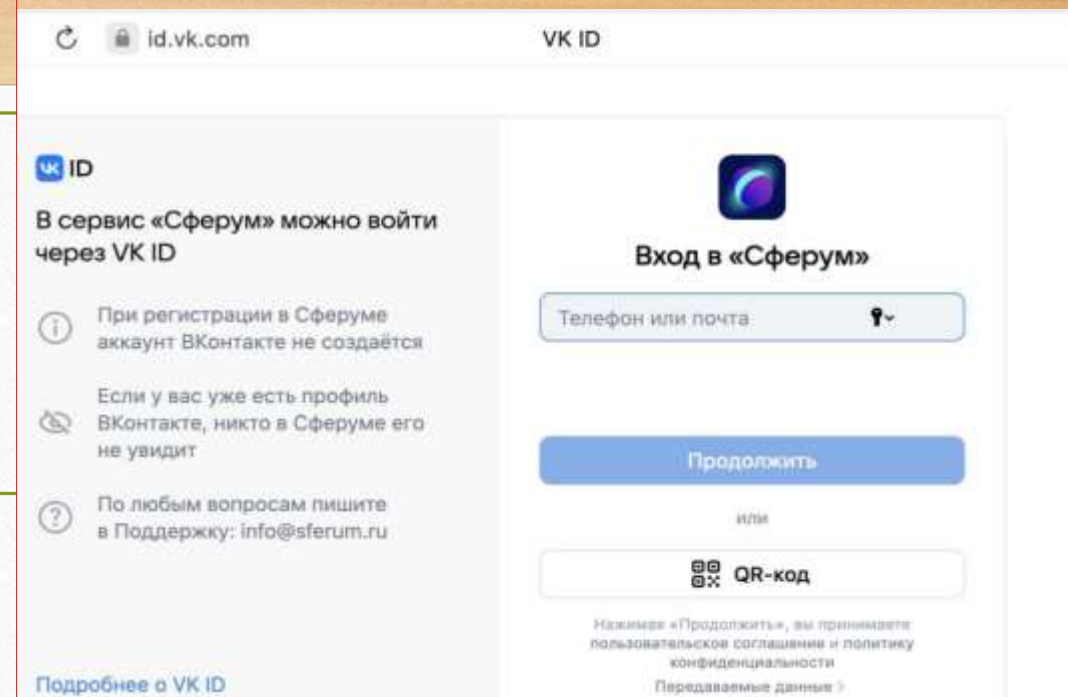 id.vk.com
VK ID
VK ID
В сервис «Сферум» можно войти
через VK ID
При регистрации в Сферуме
аккаунт ВКонтакте не создаётся
Если у вас уже есть профиль
ВКонтакте, никто в Сферуме его
не увидит
По любым вопросам пишите
в Поддержку: info@sferum.ru
Подробнее о VK ID
Вход в «Сферум»
Телефон или почта
Продолжить
или
QR-код
Нажимая «Продолжить», вы принимаете
пользовательское соглашение и политику
конфиденциальности
Передаваемые данные >